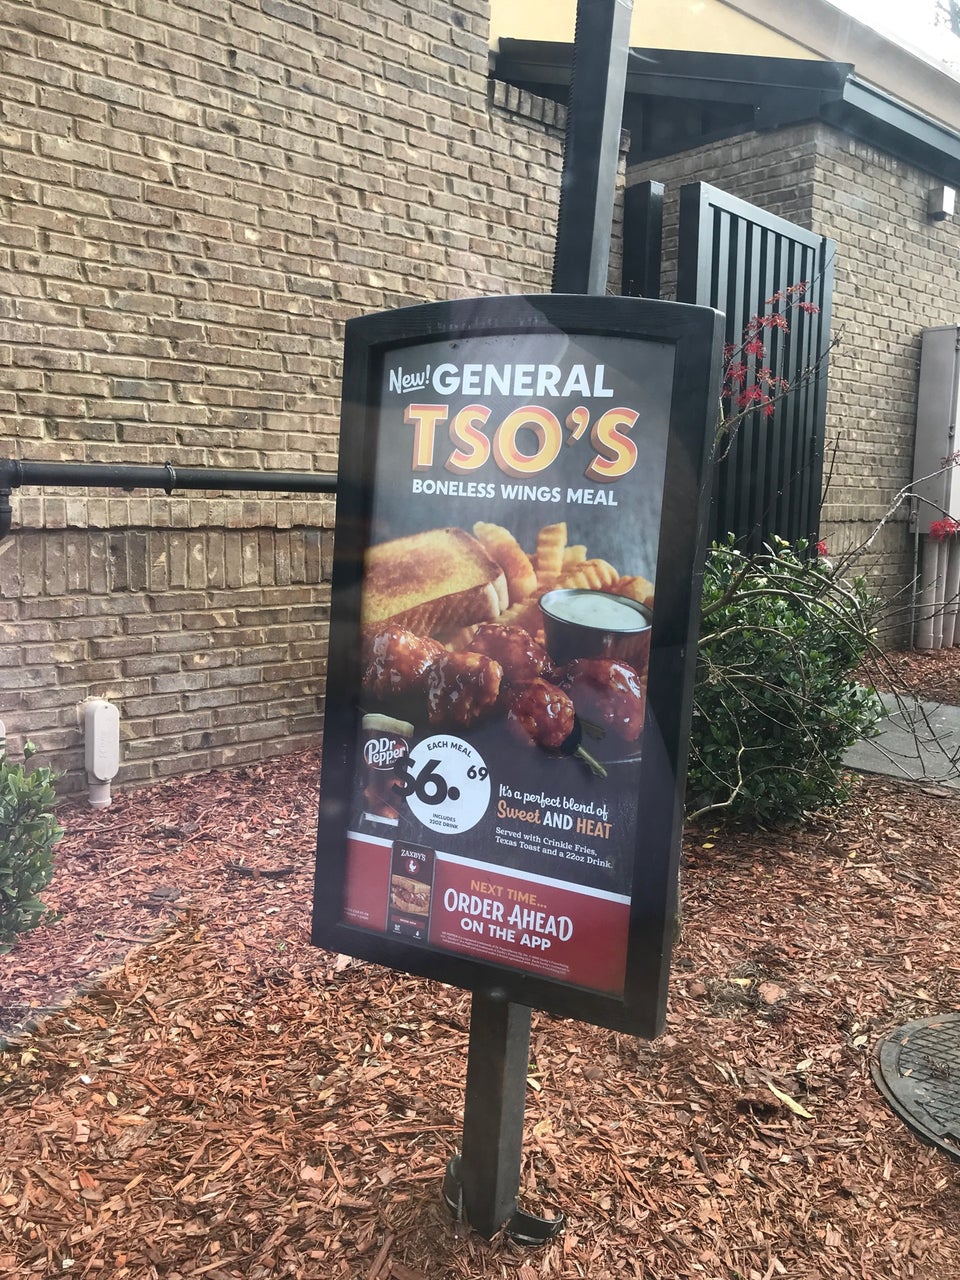 New! GENERAL
TSO'S
BONELESS WINGS MEAL
Dr
Pepper
EACH MEAL
$6.69
INCLUDES
22OZ DRINK
It's a perfect blend of
Sweet AND HEAT
Served with Crinkle Fries,
Texas Toast and a 22oz Drink.
ZAXBY'S
NEXT TIME...
ORDER AHEAD
ON THE APP